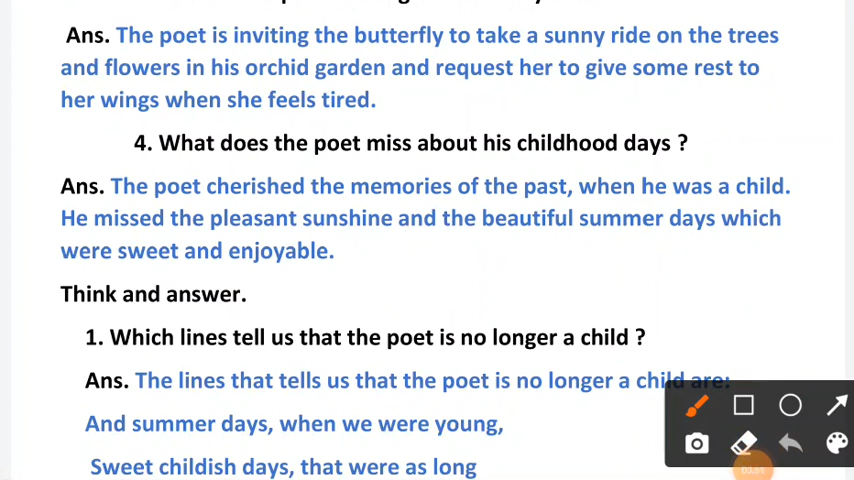 Ans. The poet is inviting the butterfly to take a sunny ride on the trees
and flowers in his orchid garden and request her to give some rest to
her wings when she feels tired.
4. What does the poet miss about his childhood days ?
Ans. The poet cherished the memories of the past, when he was a child.
He missed the pleasant sunshine and the beautiful summer days which
were sweet and enjoyable.
Think and answer.
1. Which lines tell us that the poet is no longer a child ?
Ans. The lines that tells us that the poet is no longer a child are:
And summer days, when we were young,
Sweet childish days, that were as long